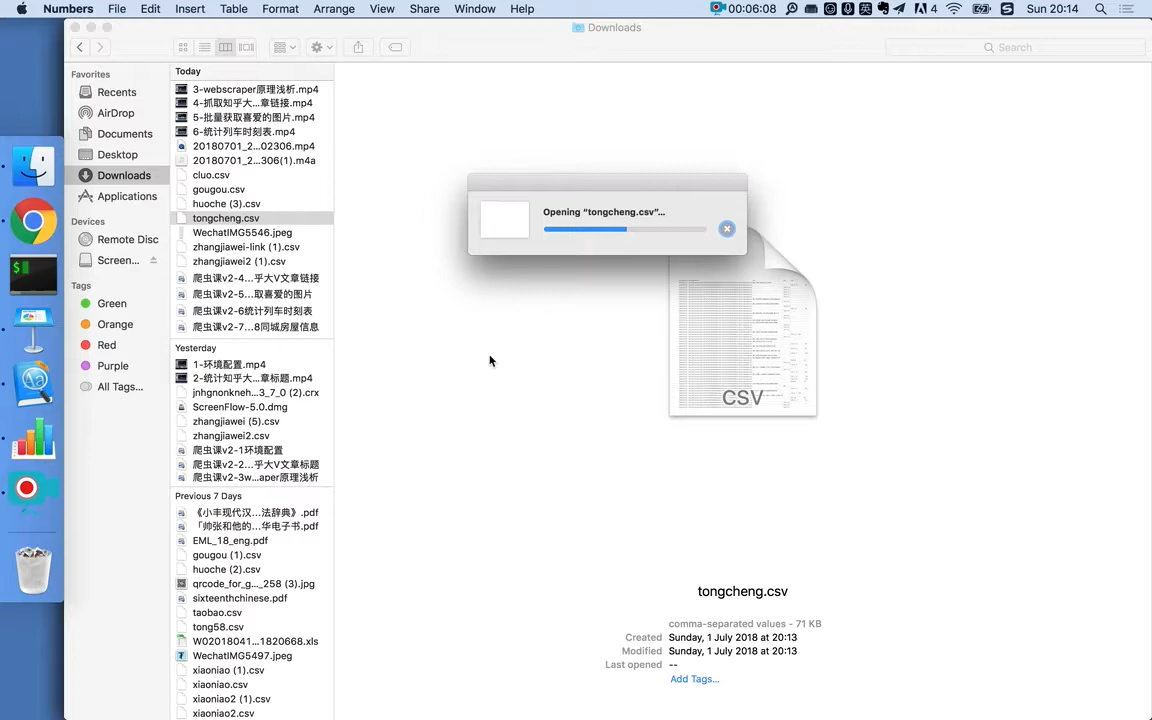 Numbers File Edit Insert Table Format Arrange View Share Window Help 00:06:08 英 4 Sun 20:14
Downloads
Search
Favorites
Recents
AirDrop
Documents
Desktop
Downloads
Applications
Devices
Remote Disc
Screen...
Tags
Green
Orange
Red
Purple
All Tags...
Today
3-webscraper原理浅析.mp4
4-抓取知乎大...章链接.mp4
5-批量获取喜爱的图片.mp4
6-统计列车时刻表.mp4
20180701_2...02306.mp4
20180701_2...306(1).m4a
cluo.csv
gougou.csv
huoche (3).csv
tongcheng.csv
WechatIMG5546.jpeg
zhangjiawei-link (1).csv
zhangjiawei2 (1).csv
爬虫课v2-4...乎大V文章链接
爬虫课v2-5...取喜爱的图片
爬虫课v2-6统计列车时刻表
爬虫课v2-7...8同城房屋信息
Yesterday
1-环境配置.mp4
2-统计知乎大...章标题.mp4
jnhgnonkneh..._3_7_0 (2).crx
ScreenFlow-5.0.dmg
zhangjiawei (5).csv
zhangjiawei2.csv
爬虫课v2-1环境配置
爬虫课v2-2...乎大V文章标题
爬虫课v2-3w...aper原理浅析
Previous 7 Days
《小丰现代汉...法辞典》.pdf
「帅张和他的...华电子书.pdf
EML_18_eng.pdf
gougou (1).csv
huoche (2).csv
qrcode_for_g..._258 (3).jpg
sixteenthchinese.pdf
taobao.csv
tong58.csv
W02018041...1820668.xls
WechatIMG5497.jpeg
xiaoniao (1).csv
xiaoniao.csv
xiaoniao2 (1).csv
xiaoniao2.csv
Opening “tongcheng.csv”...
CSV
tongcheng.csv
comma-separated values - 71 KB
Created Sunday, 1 July 2018 at 20:13
Modified Sunday, 1 July 2018 at 20:13
Last opened --
Add Tags...